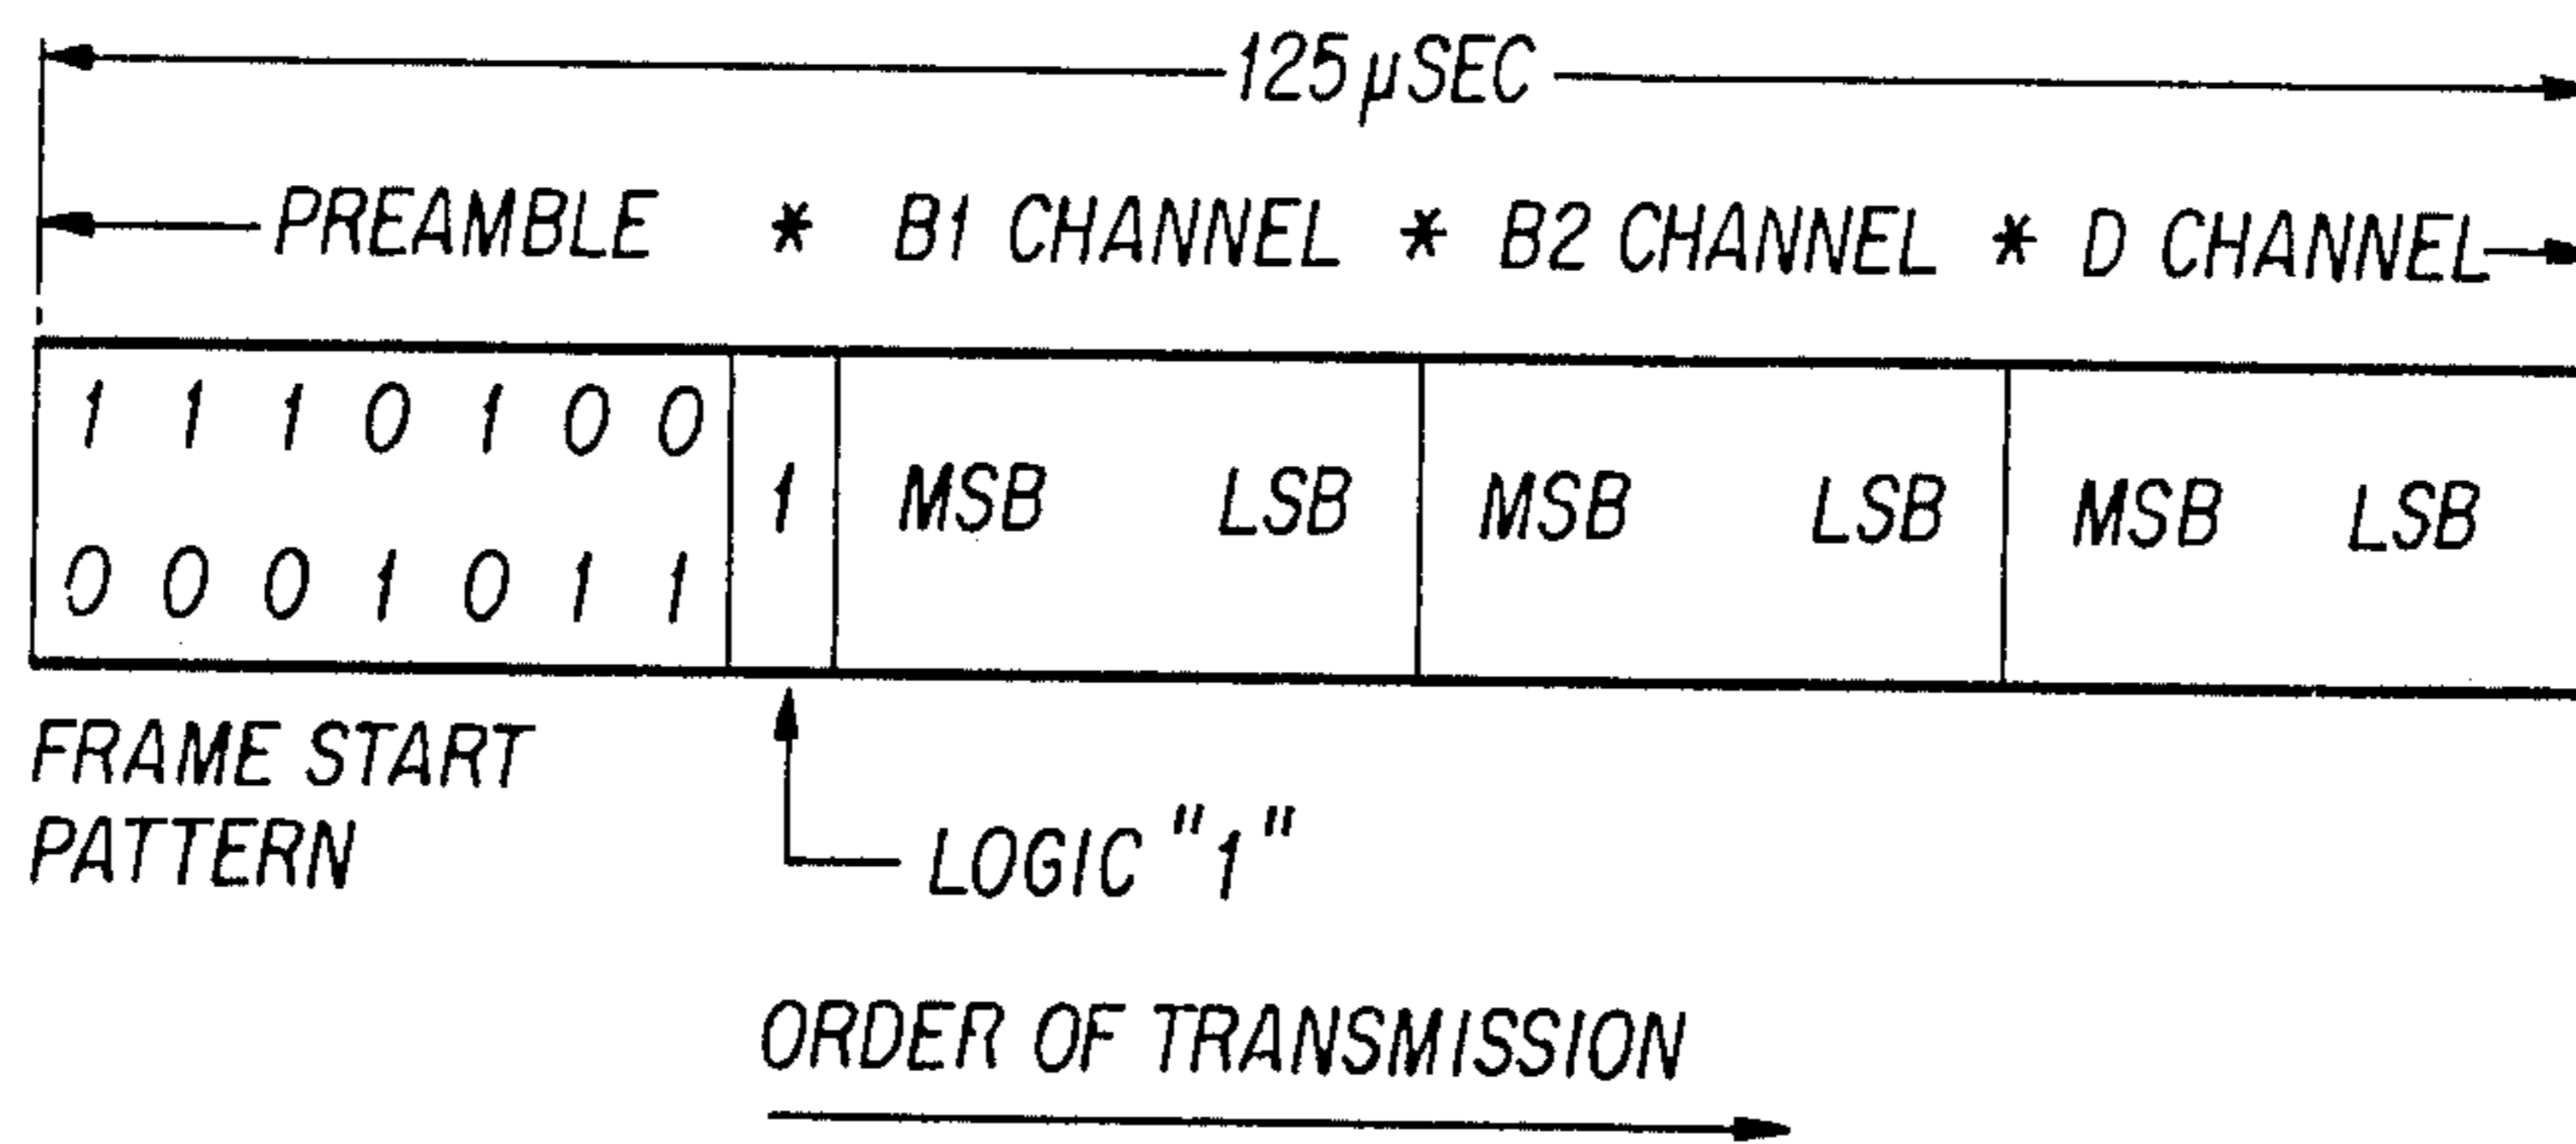 125 µSEC
PREAMBLE * B1 CHANNEL * B2 CHANNEL * D CHANNEL
1 1 1 0 1 0 0
1 MSB LSB MSB LSB MSB LSB
0 0 0 1 0 1 1
FRAME START
PATTERN
LOGIC "1"
ORDER OF TRANSMISSION